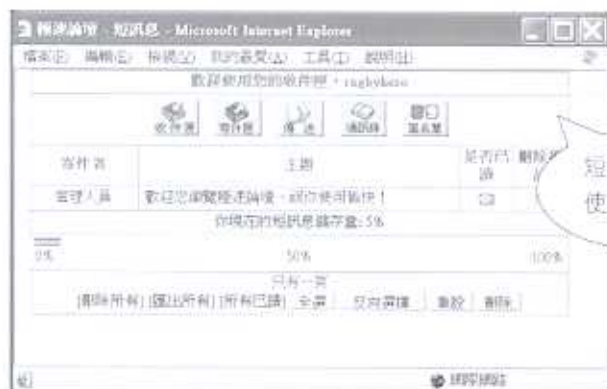 極速論壇 - 短訊息 - Microsoft Internet Explorer
檔案(F) 編輯(E) 檢視(V) 我的最愛(A) 工具(T) 說明(H)
歡迎使用您的收件匣,rugbyhero
收件匣 寄件匣 傳送 通訊錄 黑名單
寄件者 主題 是否已讀 刪除
管理人員 歡迎您瀏覽極速論壇,祝你使用愉快!
你現在的短訊息儲存量:5%
0% 50% 100%
只有一頁
[刪除所有] [匯出所有] [所有已讀] 全選 反向選擇 重設 刪除
網際網路
短
使